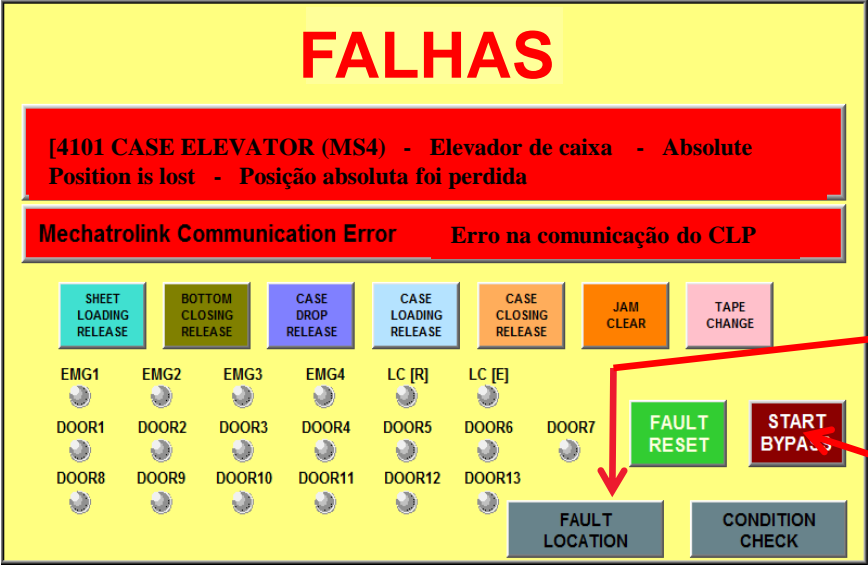 FALHAS
[4101 CASE ELEVATOR (MS4) - Elevador de caixa - Absolute
Position is lost - Posição absoluta foi perdida
Mechatrolink Communication Error Erro na comunicação do CLP
SHEET LOADING RELEASE
BOTTOM CLOSING RELEASE
CASE DROP RELEASE
CASE LOADING RELEASE
CASE CLOSING RELEASE
JAM CLEAR
TAPE CHANGE
EMG1 EMG2 EMG3 EMG4 LC [R] LC [E]
DOOR1 DOOR2 DOOR3 DOOR4 DOOR5 DOOR6 DOOR7
FAULT RESET
START BYPASS
DOOR8 DOOR9 DOOR10 DOOR11 DOOR12 DOOR13
FAULT LOCATION
CONDITION CHECK